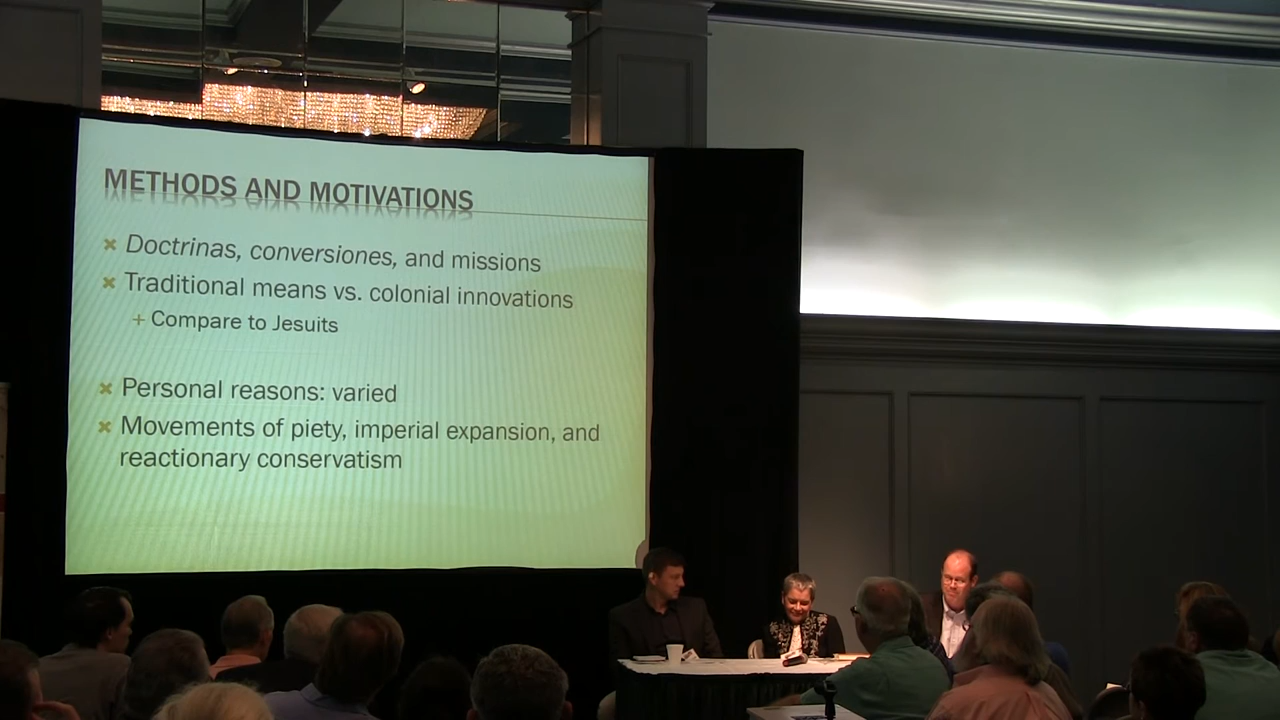 METHODS AND MOTIVATIONS
Doctrinas, conversiones, and missions
Traditional means vs. colonial innovations
+ Compare to Jesuits
Personal reasons: varied
Movements of piety, imperial expansion, and
reactionary conservatism